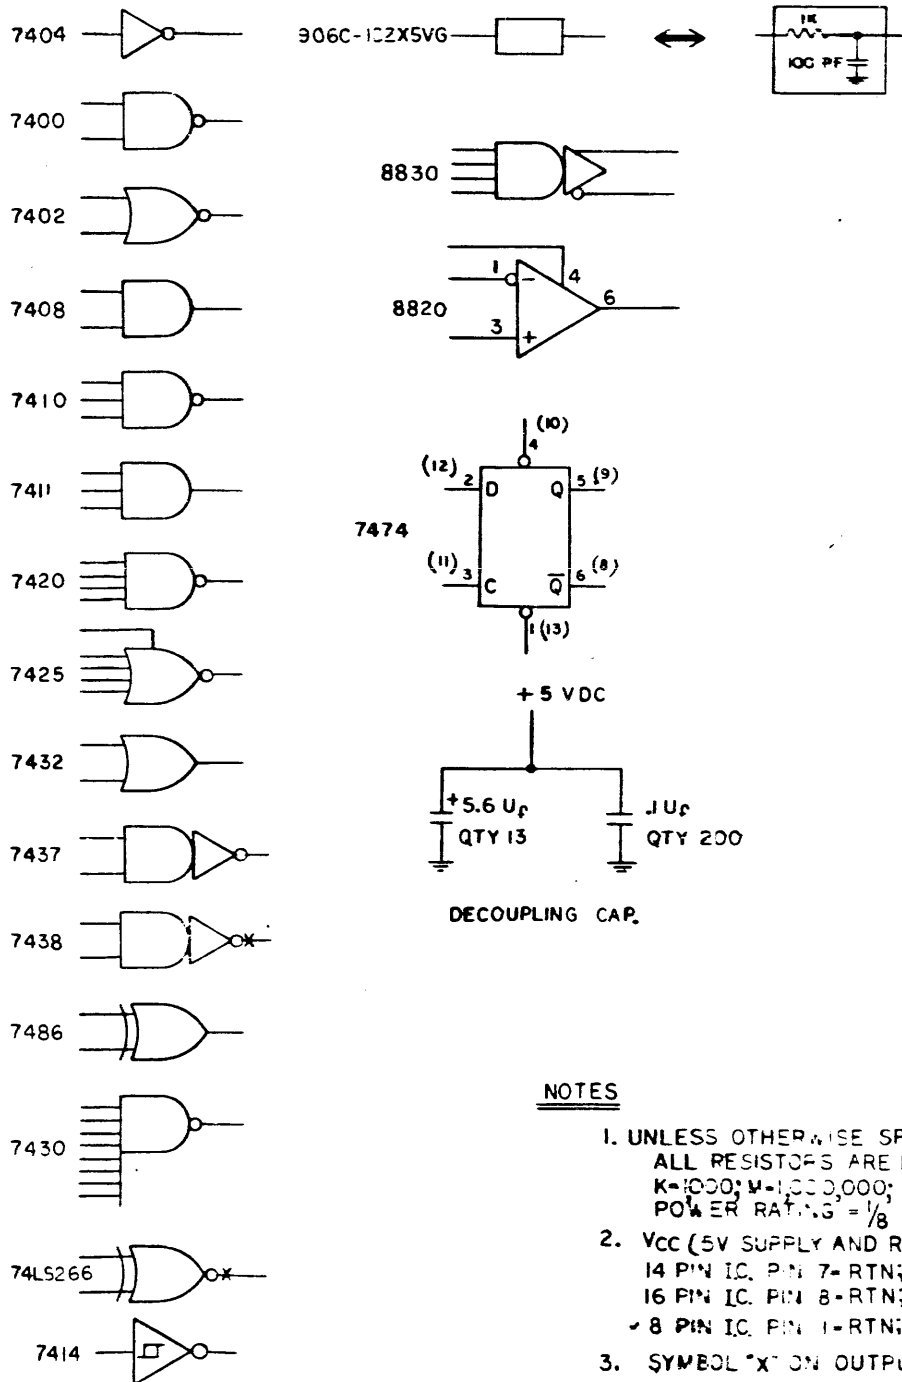 7404
7400
7402
7408
7410
7411
7420
7425
7432
7437
7438
X
7486
7430
74LS266
X
7414
906C-1C2X5VG
1K
100 PF
8830
8820
1
-
4
6
3
+
7474
(10)
4
(12) 2 D Q 5 (9)
(11) 3 C Q̅ 6 (8)
1 (13)
+5 VDC
+ 5.6 Uf
QTY 13
.1 Uf
QTY 200
DECOUPLING CAP.
NOTES
1. UNLESS OTHERWISE SP
ALL RESISTORS ARE
K=1000; M=1,000,000;
POWER RATING = 1/8
2. VCC (5V SUPPLY AND R
14 PIN I.C. PIN 7-RTN;
16 PIN I.C. PIN 8-RTN;
8 PIN I.C. PIN 1-RTN;
3. SYMBOL "X" ON OUTPU